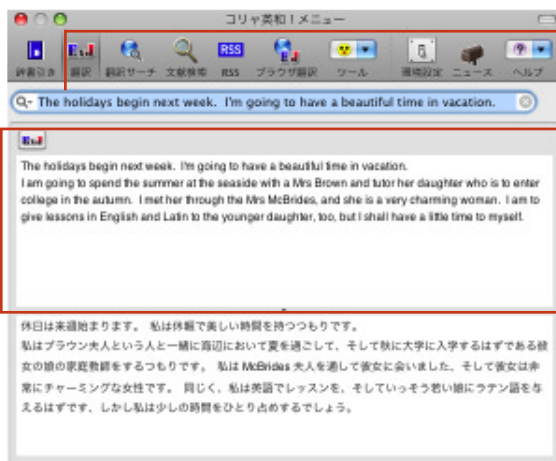 コリャ英和！メニュー
辞書引き 翻訳 翻訳サーチ 文献検索 RSS ブラウザ翻訳 ツール 環境設定 ニュース ヘルプ
The holidays begin next week. I'm going to have a beautiful time in vacation.
The holidays begin next week. I'm going to have a beautiful time in vacation.
I am going to spend the summer at the seaside with a Mrs Brown and tutor her daughter who is to enter
college in the autumn. I met her through the Mrs McBrides, and she is a very charming woman. I am to
give lessons in English and Latin to the younger daughter, too, but I shall have a little time to myself.
休日は来週始まります。 私は休暇で美しい時間を持つつもりです。
私はブラウン夫人という人と一緒に海辺において夏を過ごして、そして秋に大学に入学するはずである彼
女の娘の家庭教師をするつもりです。 私は McBrides 夫人を通して彼女に会いました、そして彼女は非
常にチャーミングな女性です。 同じく、私は英語でレッスンを、そしていっそう若い娘にラテン語を与
えるはずです、しかし私は少しの時間をひとり占めするでしょう。